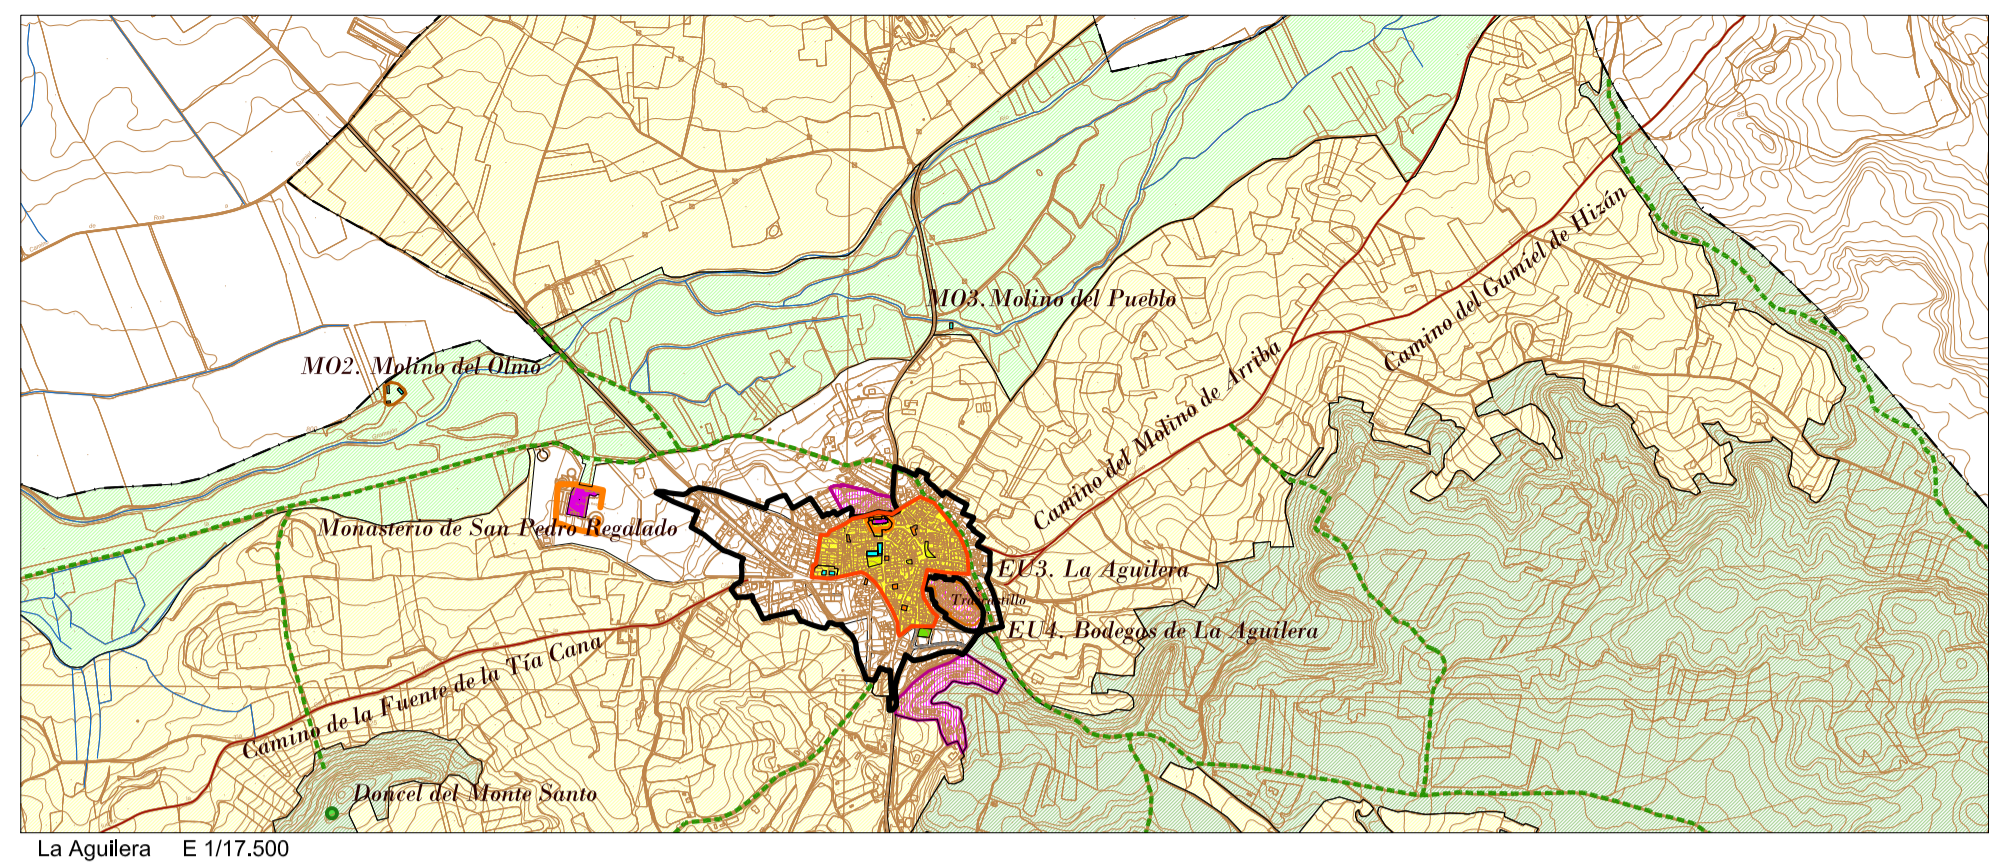 Camino del Gumiel de Hizán
MO3. Molino del Pueblo
MO2. Molino del Olmo
Camino del Molino de Arriba
Monasterio de San Pedro Regalado
EU3. La Aguilera
EU4. Bodegas de La Aguilera
Camino de la Fuente de la Tía Cana
Doncel del Monte Santo
La Aguilera E 1/17.500